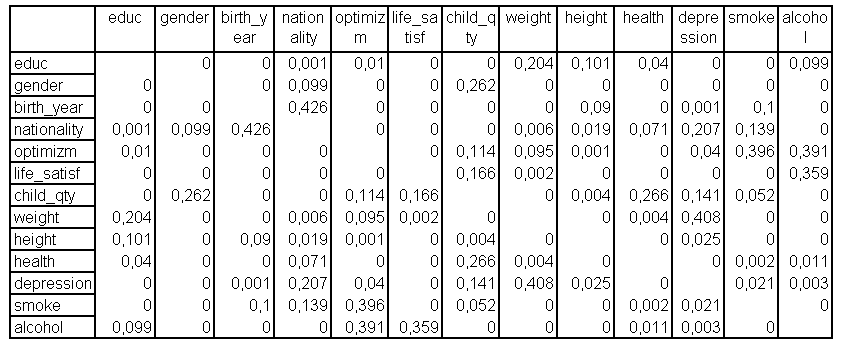 educ gender birth_y nation optimiz life_sa child_q weight height health depre smoke alcoho
ear ality m tisf ty ssion l
educ 0 0 0,001 0,01 0 0 0,204 0,101 0,04 0 0 0,099
gender 0 0 0,099 0 0 0,262 0 0 0 0 0 0
birth_year 0 0 0,426 0 0 0 0 0,09 0 0,001 0,1 0
nationality 0,001 0,099 0,426 0 0 0 0,006 0,019 0,071 0,207 0,139 0
optimizm 0,01 0 0 0 0 0,114 0,095 0,001 0 0,04 0,396 0,391
life_satisf 0 0 0 0 0 0,166 0,002 0 0 0 0 0,359
child_qty 0 0,262 0 0 0,114 0,166 0 0,004 0,266 0,141 0,052 0
weight 0,204 0 0 0,006 0,095 0,002 0 0 0,004 0,408 0 0
height 0,101 0 0,09 0,019 0,001 0 0,004 0 0 0,025 0 0
health 0,04 0 0 0,071 0 0 0,266 0,004 0 0 0,002 0,011
depression 0 0 0,001 0,207 0,04 0 0,141 0,408 0,025 0 0,021 0,003
smoke 0 0 0,1 0,139 0,396 0 0,052 0 0 0,002 0,021 0
alcohol 0,099 0 0 0 0,391 0,359 0 0 0 0,011 0,003 0